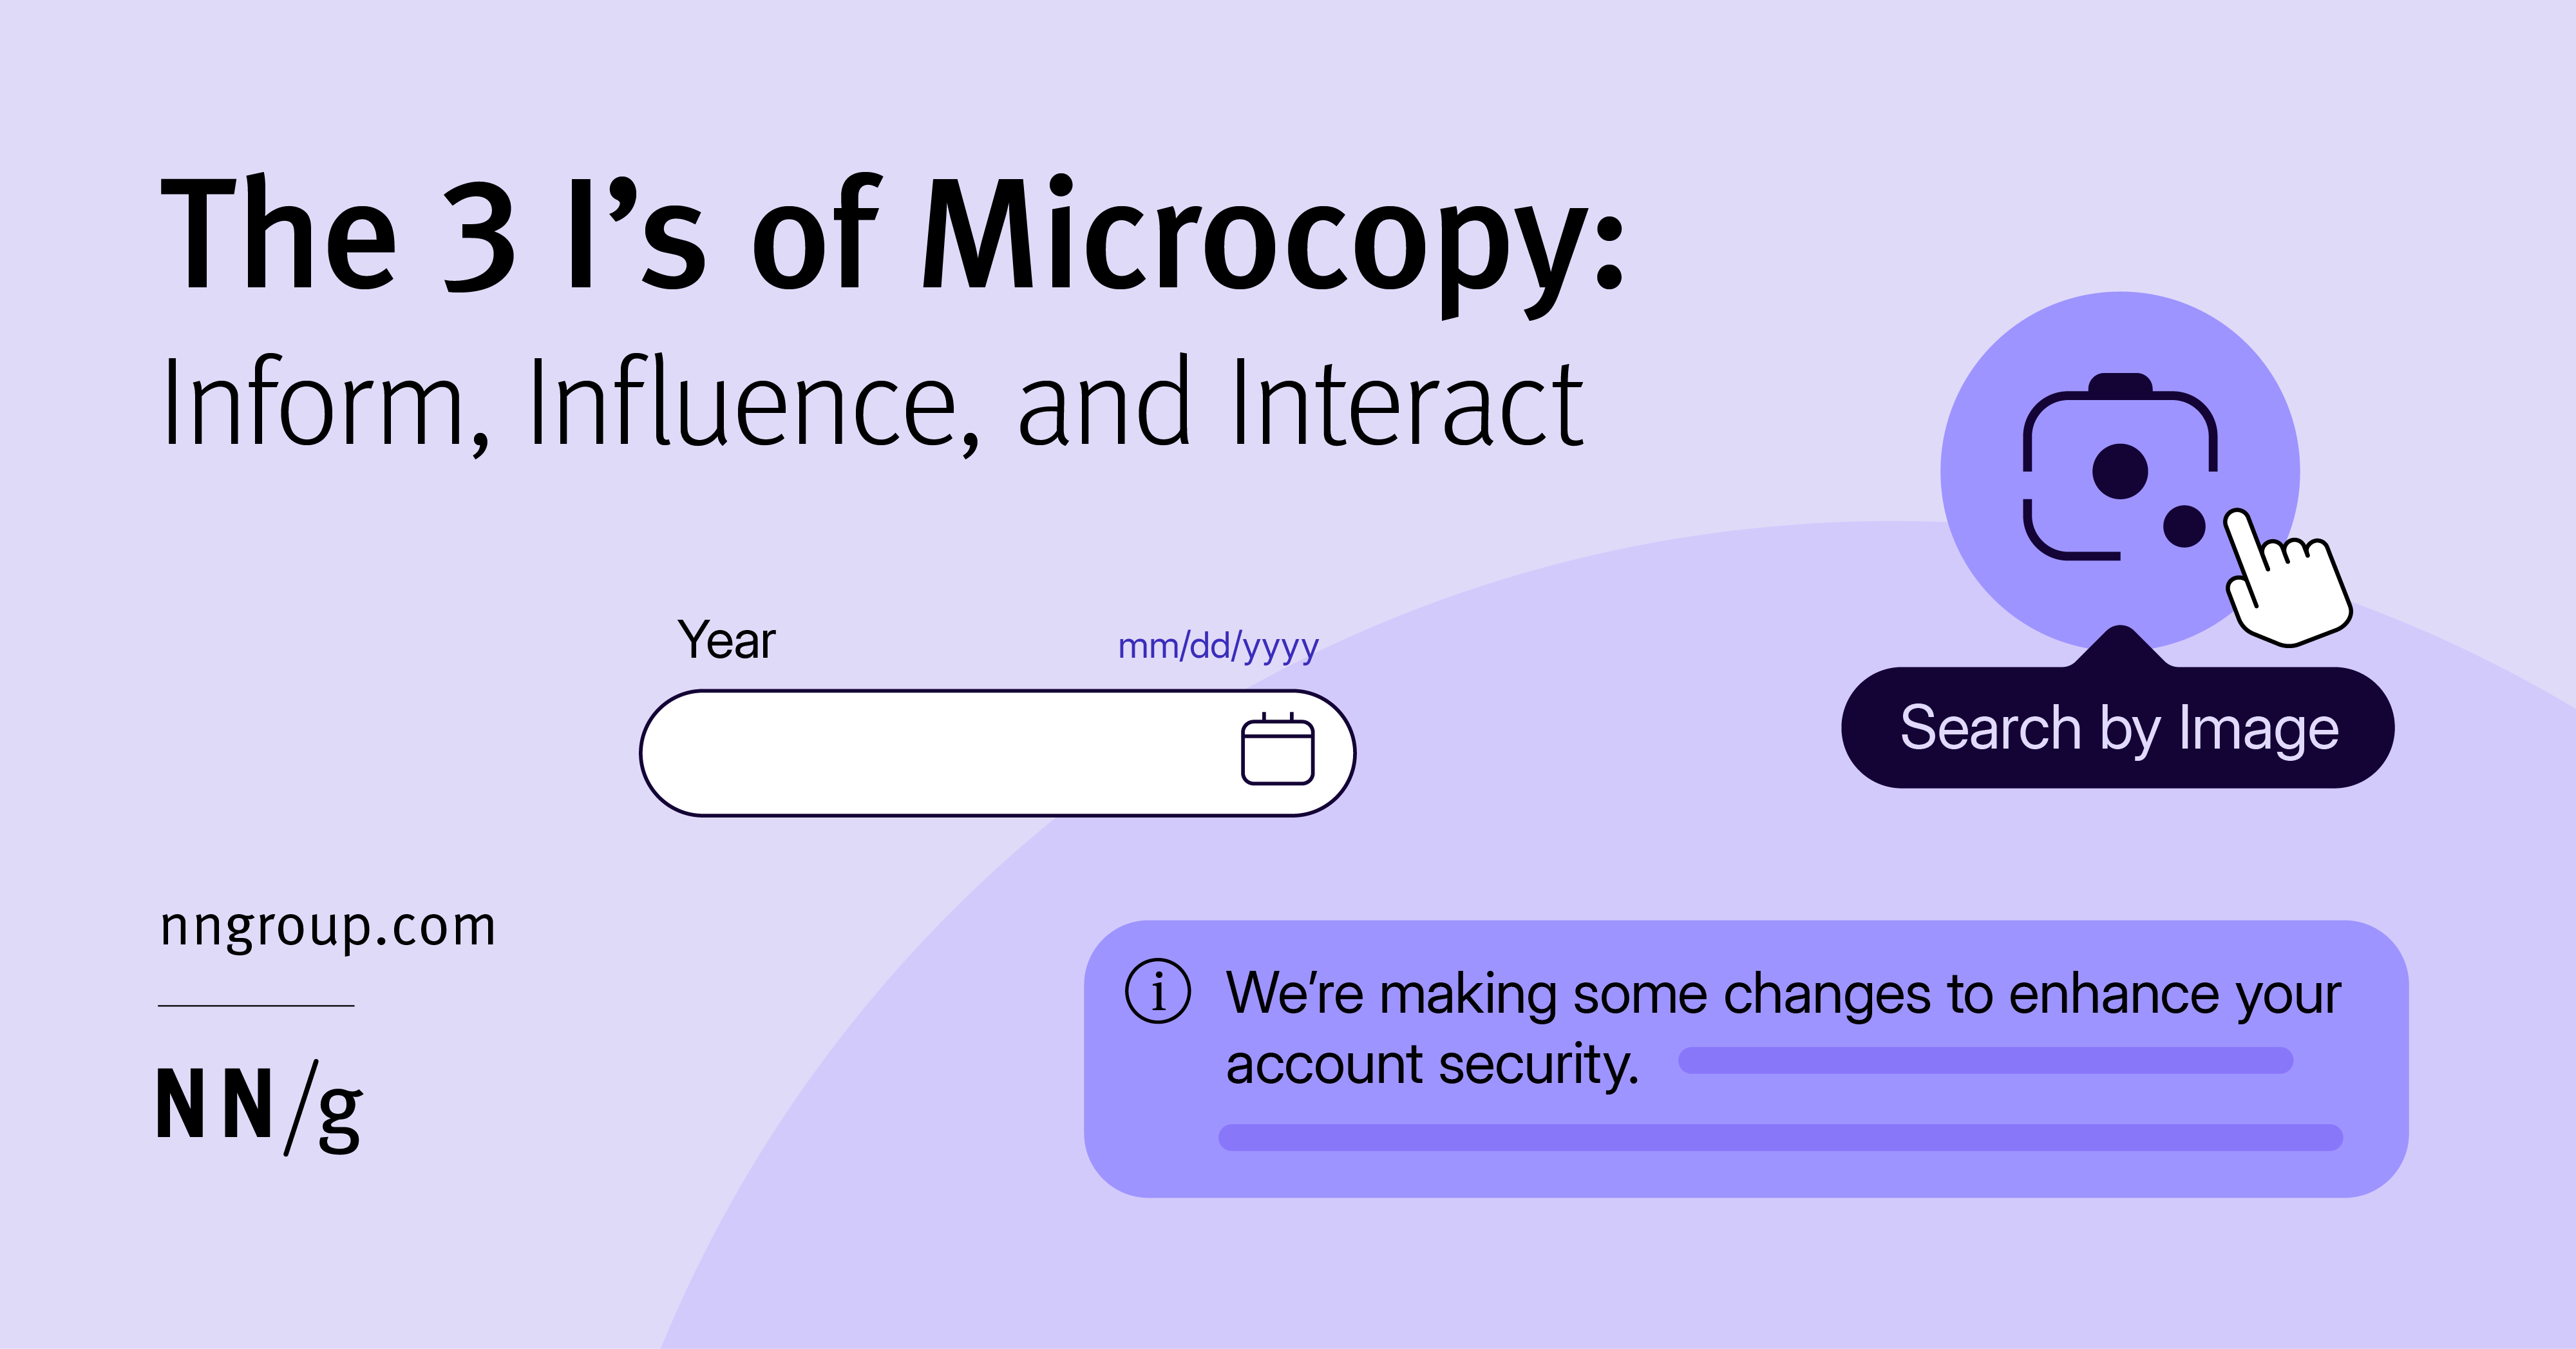 The 3 I’s of Microcopy:
Inform, Influence, and Interact
Year
mm/dd/yyyy
Search by Image
nngroup.com
NN/g
i
We’re making some changes to enhance your
account security.